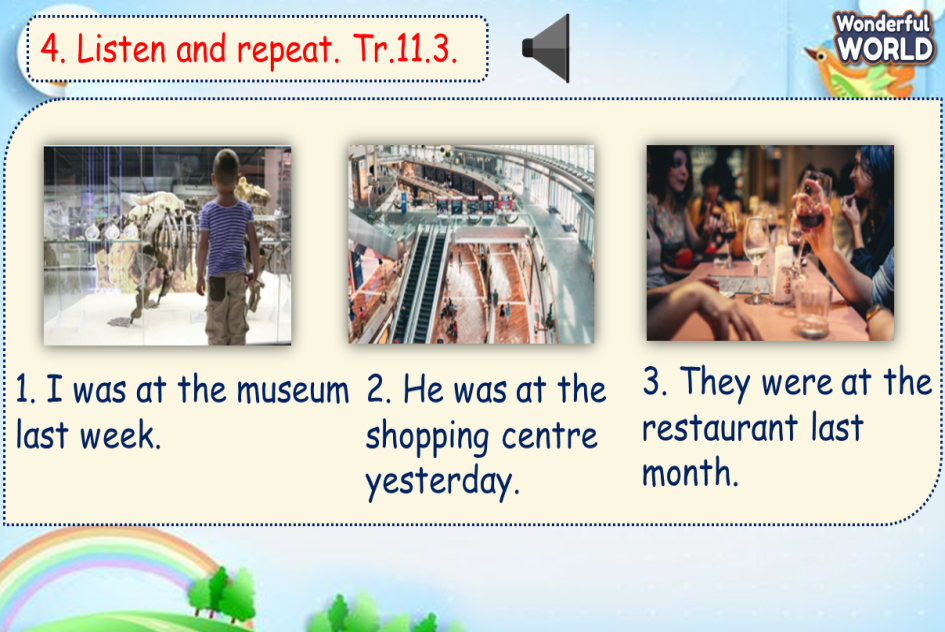 4. Listen and repeat. Tr.11.3.
Wonderful
WORLD
1. I was at the museum
last week.
2. He was at the
shopping centre
yesterday.
3. They were at the
restaurant last
month.